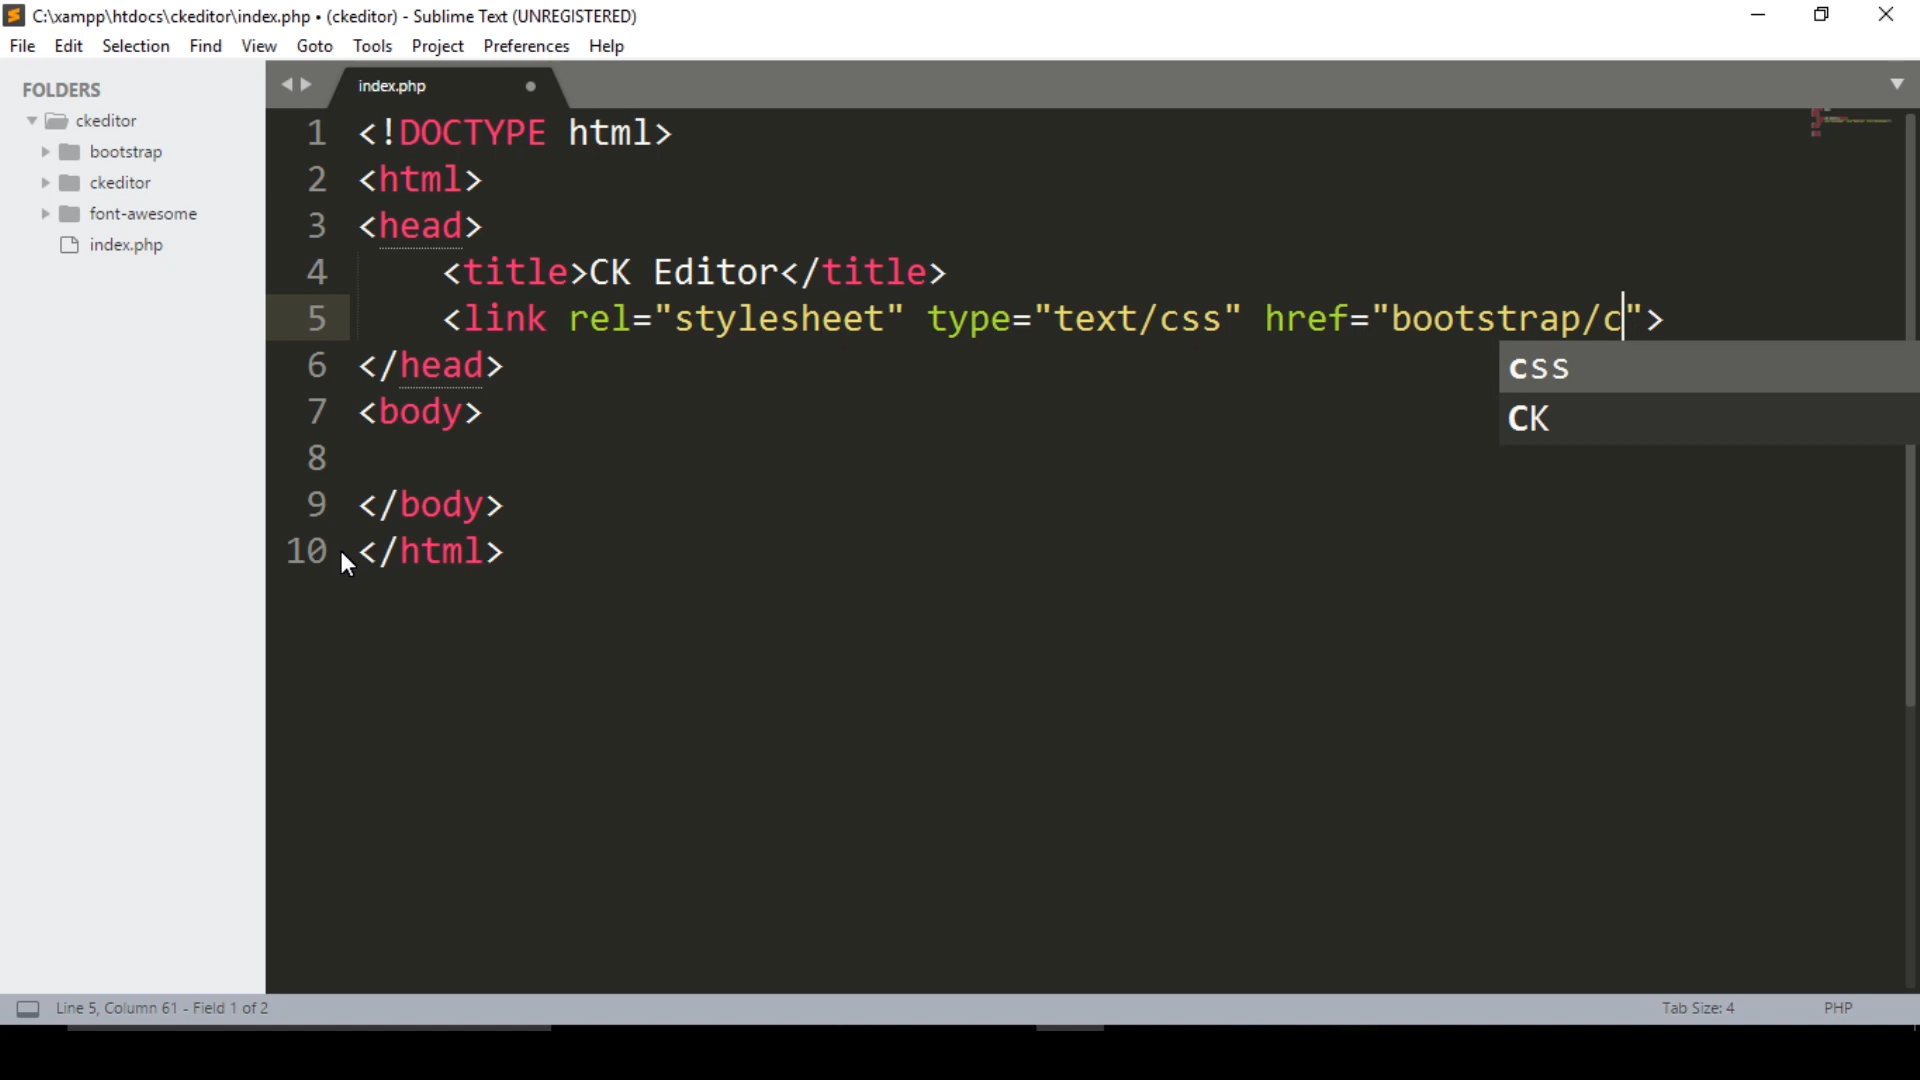 C:\xampp\htdocs\ckeditor\index.php • (ckeditor) - Sublime Text (UNREGISTERED)
File Edit Selection Find View Goto Tools Project Preferences Help
FOLDERS
ckeditor
bootstrap
ckeditor
font-awesome
index.php
index.php
1 <!DOCTYPE html>
2 <html>
3 <head>
4 <title>CK Editor</title>
5 <link rel="stylesheet" type="text/css" href="bootstrap/c">
css
CK
6 </head>
7 <body>
8
9 </body>
10 </html>
Line 5, Column 61 - Field 1 of 2
Tab Size: 4
PHP